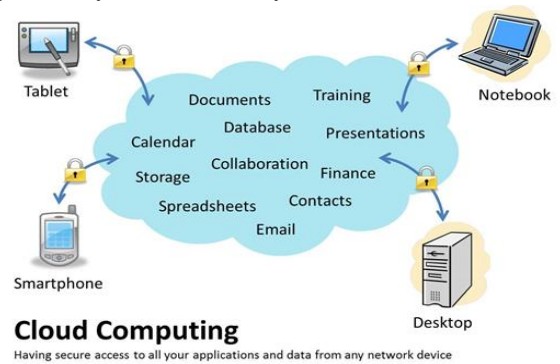 Tablet
Notebook
Documents
Training
Database
Presentations
Calendar
Collaboration
Finance
Storage
Spreadsheets
Contacts
Email
Smartphone
Desktop
Cloud Computing
Having secure access to all your applications and data from any network device